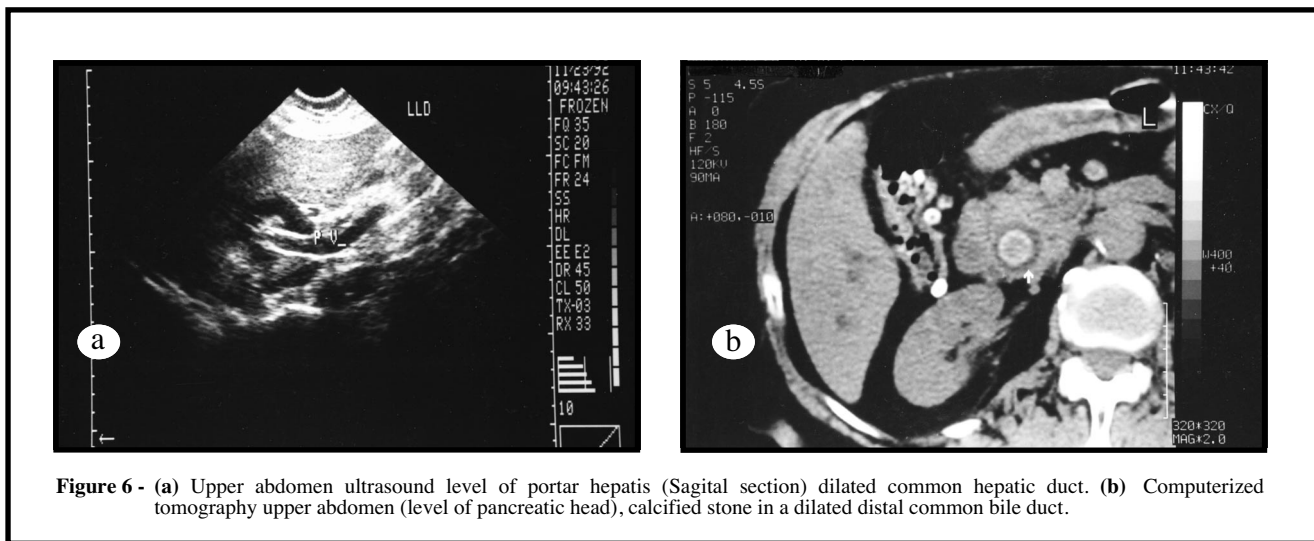 11/23/92
09:43:26
FROZEN
LLD
FQ 35
SC 20
FC FM
FR 24
SS
HR
DL
EE E2
DR 45
CL 50
TX-03
RX 33
P V
10
a
11:43:42
S 5 4.5S
P -115
A 0
B 180
F 2
HF/S
120KV
90MA
A:+080,-010
CX/Q
L
W400
+40
b
320*320
MAG*2.0
Figure 6 - (a) Upper abdomen ultrasound level of portar hepatis (Sagital section) dilated common hepatic duct. (b) Computerized
tomography upper abdomen (level of pancreatic head), calcified stone in a dilated distal common bile duct.